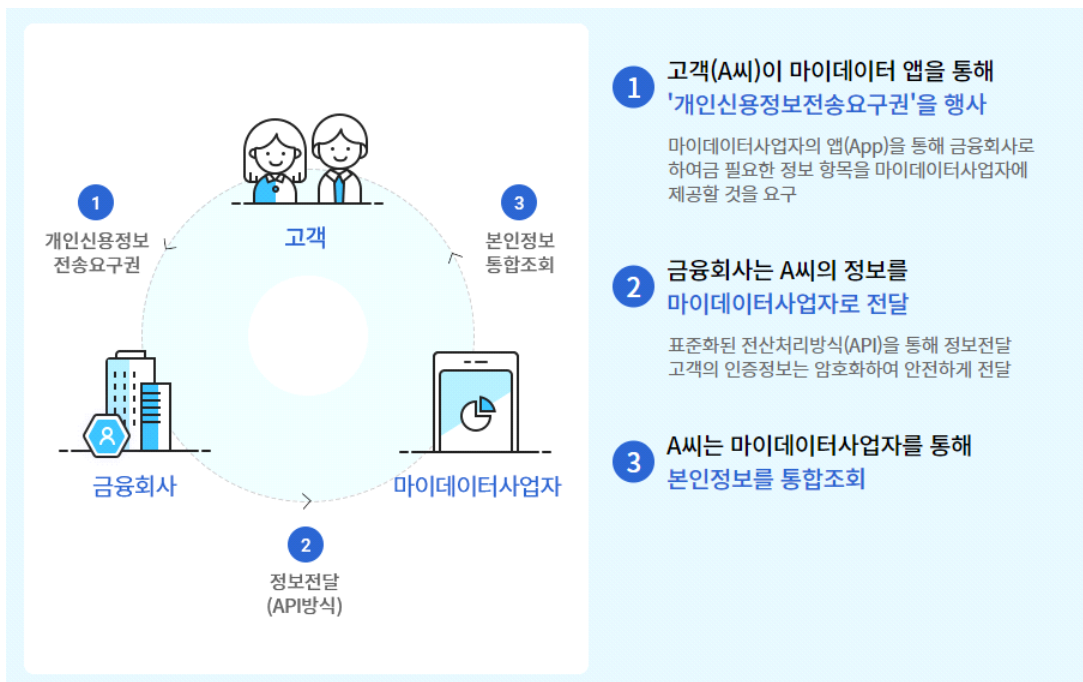 고객
1
개인신용정보
전송요구권
3
본인정보
통합조회
금융회사
마이데이터사업자
2
정보전달
(API방식)
1
고객(A씨)이 마이데이터 앱을 통해
'개인신용정보전송요구권'을 행사
마이데이터사업자의 앱(App)을 통해 금융회사로
하여금 필요한 정보 항목을 마이데이터사업자에
제공할 것을 요구
2
금융회사는 A씨의 정보를
마이데이터사업자로 전달
표준화된 전산처리방식(API)을 통해 정보전달
고객의 인증정보는 암호화하여 안전하게 전달
3
A씨는 마이데이터사업자를 통해
본인정보를 통합조회